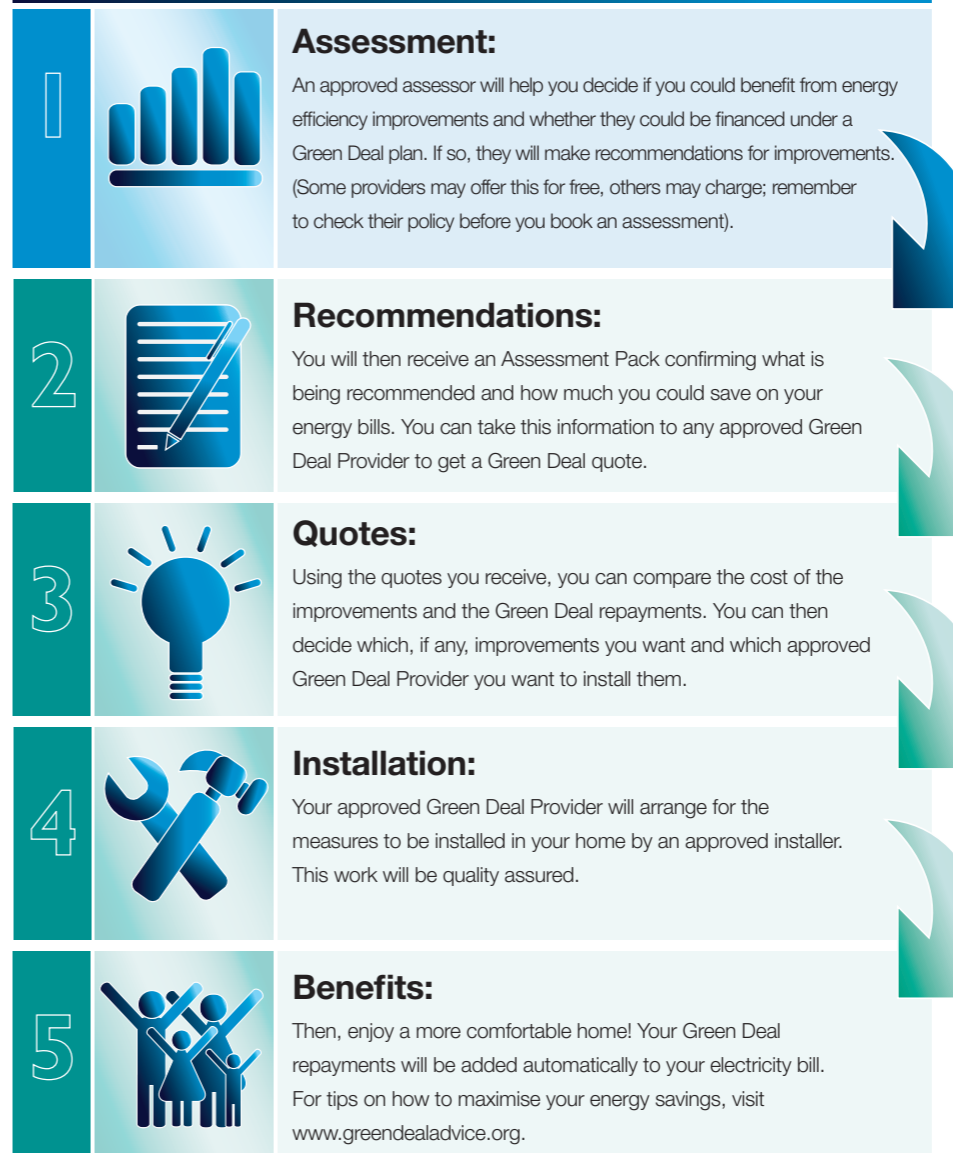 1
Assessment:
An approved assessor will help you decide if you could benefit from energy
efficiency improvements and whether they could be financed under a
Green Deal plan. If so, they will make recommendations for improvements.
(Some providers may offer this for free, others may charge; remember
to check their policy before you book an assessment).
2
Recommendations:
You will then receive an Assessment Pack confirming what is
being recommended and how much you could save on your
energy bills. You can take this information to any approved Green
Deal Provider to get a Green Deal quote.
3
Quotes:
Using the quotes you receive, you can compare the cost of the
improvements and the Green Deal repayments. You can then
decide which, if any, improvements you want and which approved
Green Deal Provider you want to install them.
4
Installation:
Your approved Green Deal Provider will arrange for the
measures to be installed in your home by an approved installer.
This work will be quality assured.
5
Benefits:
Then, enjoy a more comfortable home! Your Green Deal
repayments will be added automatically to your electricity bill.
For tips on how to maximise your energy savings, visit
www.greendealadvice.org.